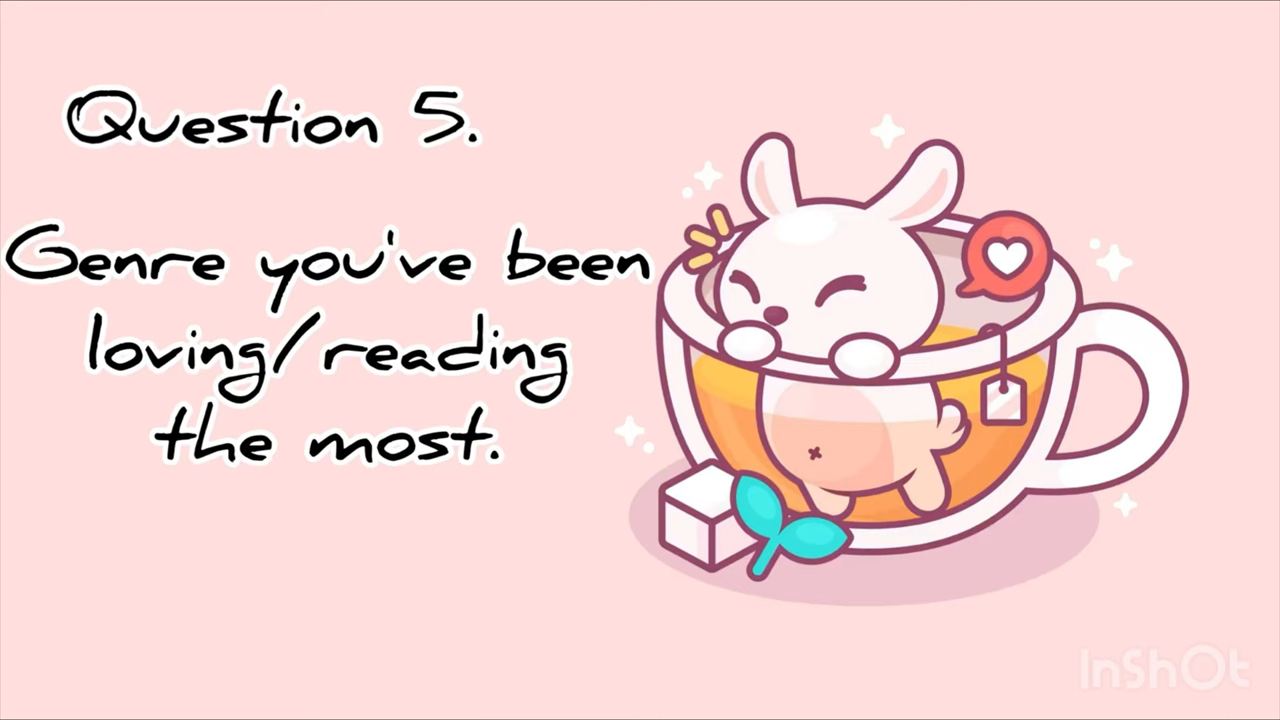 Question 5.
Genre you've been
loving/reading
the most.
InShOt